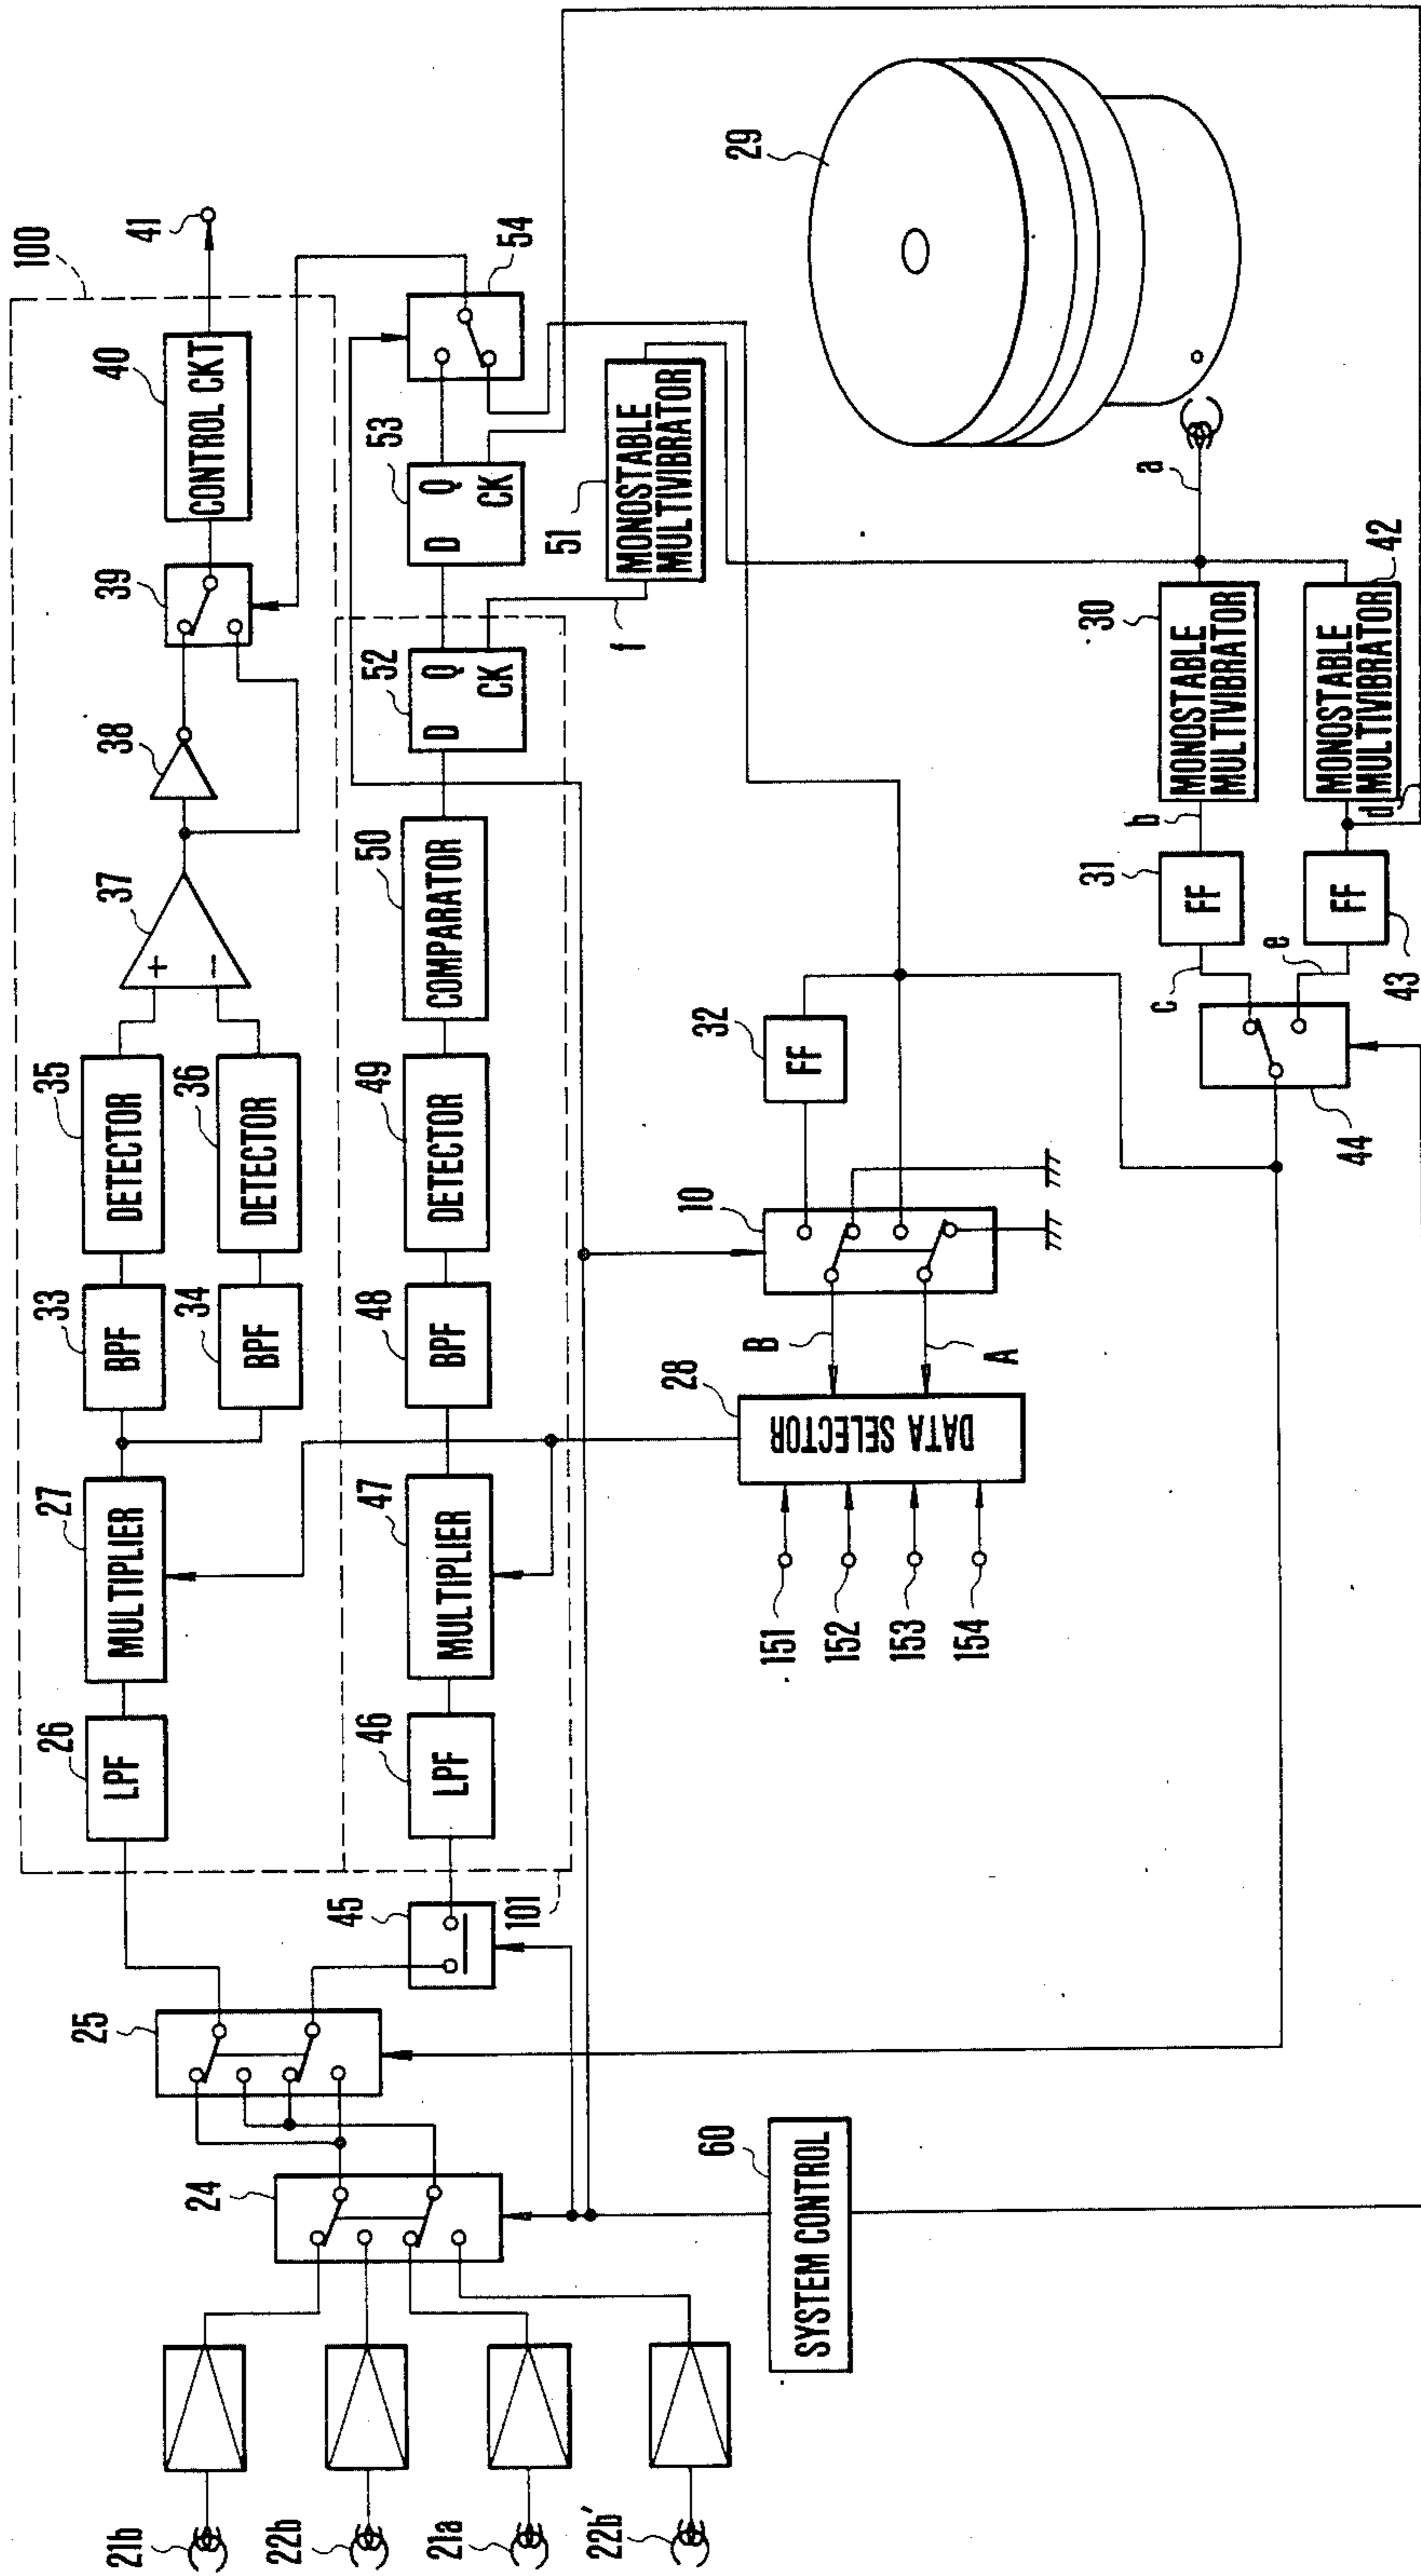 100
26
LPF
27
MULTIPLIER
33
BPF
34
BPF
35
DETECTOR
36
DETECTOR
37
+
−
38
39
40
CONTROL CKT
41
21b
22b
21a
22b'
24
25
45
101
46
LPF
47
MULTIPLIER
48
BPF
49
DETECTOR
50
COMPARATOR
52
D Q
CK
53
D Q
CK
54
f
51
MONOSTABLE
MULTIVIBRATOR
60
SYSTEM CONTROL
151
152
153
154
28
DATA SELECTOR
B
A
10
32
FF
29
a
30
MONOSTABLE
MULTIVIBRATOR
b
31
FF
c
42
MONOSTABLE
MULTIVIBRATOR
d
43
FF
e
44